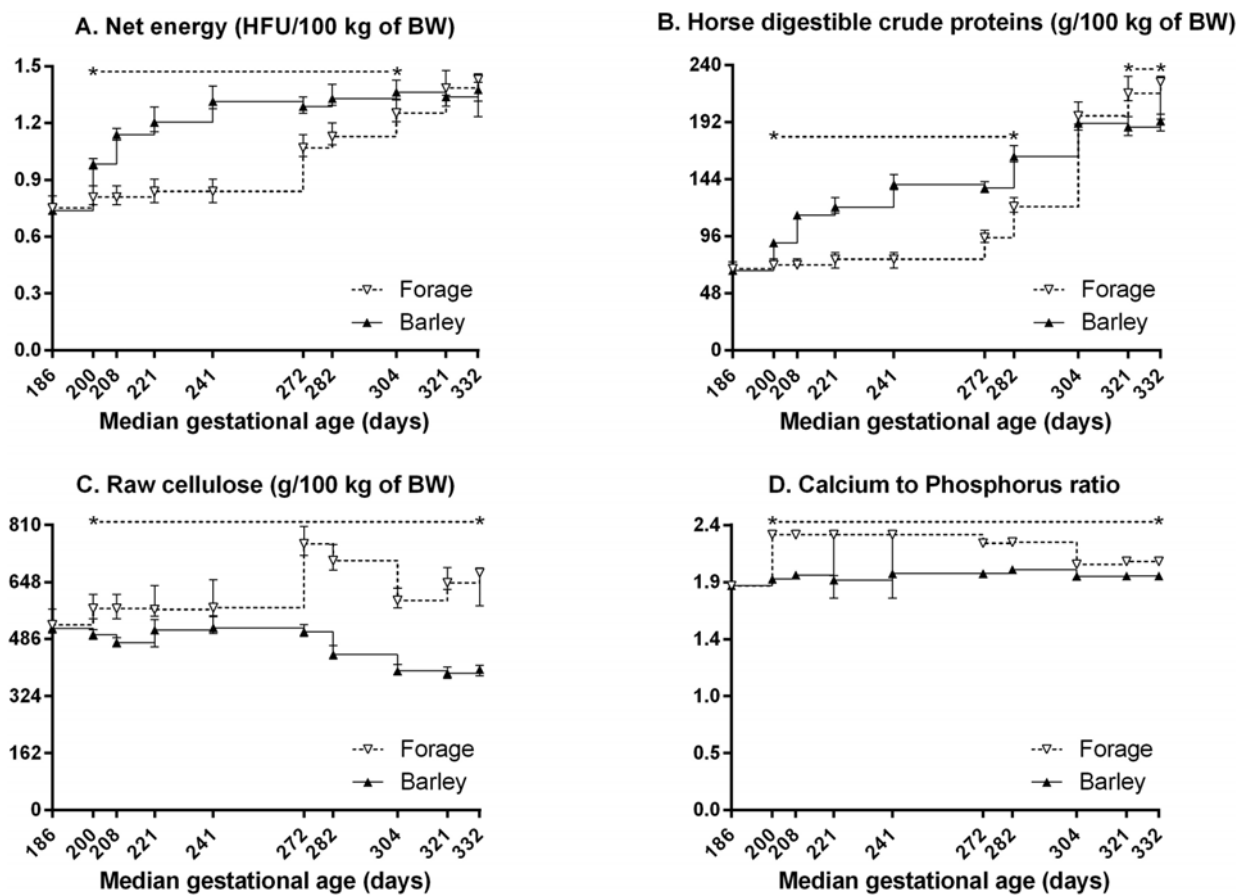 A. Net energy (HFU/100 kg of BW)
1.5
1.2
0.9
0.6
0.3
0.0
* *
Forage
Barley
186 200 208 221 241 272 282 304 321 332
Median gestational age (days)
B. Horse digestible crude proteins (g/100 kg of BW)
240
192
144
96
48
0
* *
* *
Forage
Barley
186 200 208 221 241 272 282 304 321 332
Median gestational age (days)
C. Raw cellulose (g/100 kg of BW)
810
648
486
324
162
0
* *
Forage
Barley
186 200 208 221 241 272 282 304 321 332
Median gestational age (days)
D. Calcium to Phosphorus ratio
2.4
1.9
1.4
1.0
0.5
0.0
* *
Forage
Barley
186 200 208 221 241 272 282 304 321 332
Median gestational age (days)